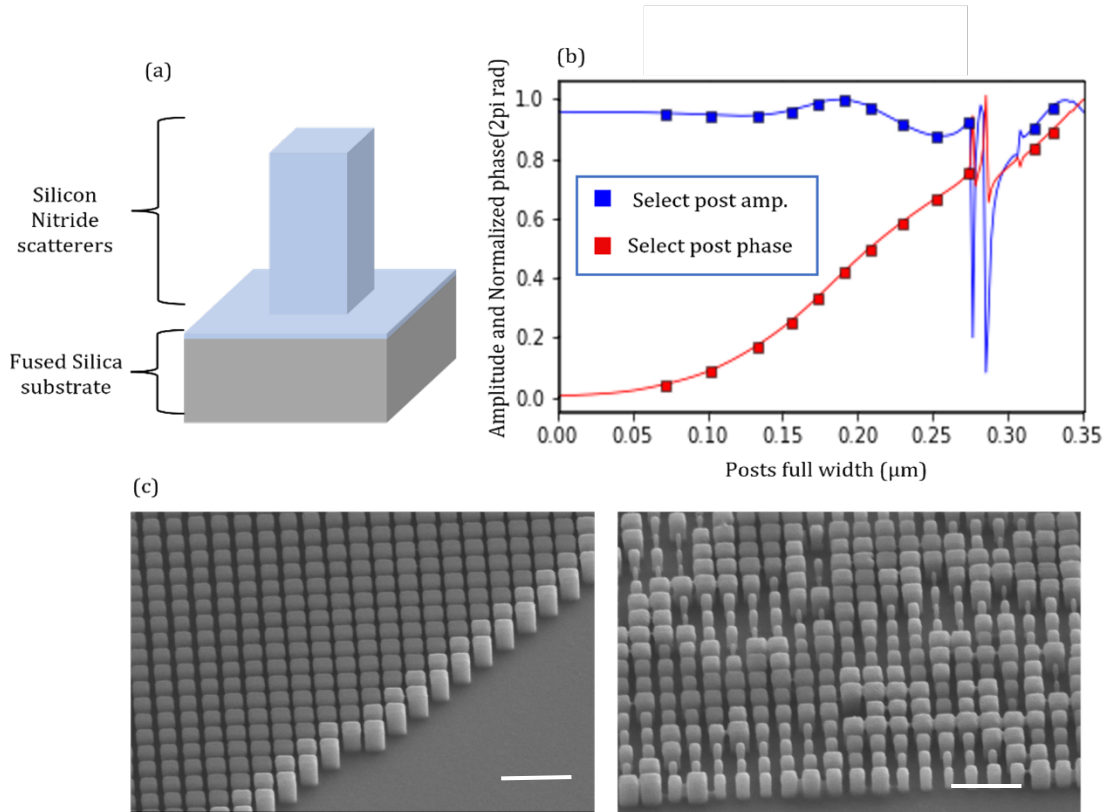 (a)
Silicon
Nitride
scatterers
Fused Silica
substrate
(b)
Amplitude and Normalized phase(2pi rad)
1.0
0.8
0.6
0.4
0.2
0.0
Select post amp.
Select post phase
0.00 0.05 0.10 0.15 0.20 0.25 0.30 0.35
Posts full width (μm)
(c)